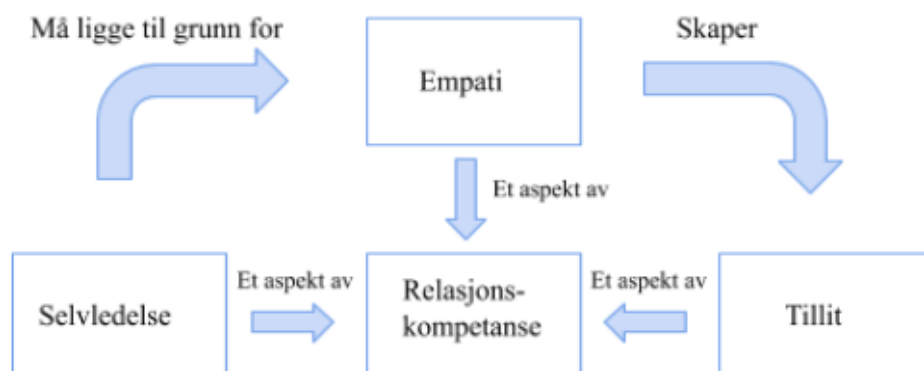 Må ligge til grunn for
Skaper
Empati
Et aspekt av
Et aspekt av
Et aspekt av
Selvledelse
Relasjons-
kompetanse
Tillit